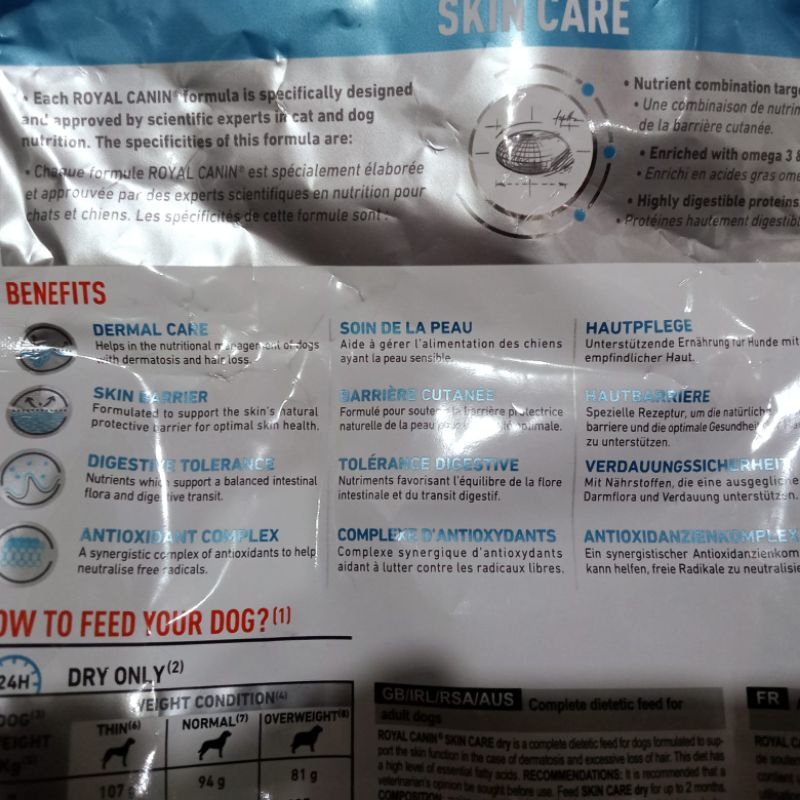 SKIN CARE
• Each ROYAL CANIN® formula is specifically designed
and approved by scientific experts in cat and dog
nutrition. The specificities of this formula are:
• Chaque formule ROYAL CANIN® est spécialement élaborée
et approuvée par des experts scientifiques en nutrition pour
chats et chiens. Les spécificités de cette formule sont :
• Nutrient combination targe
• Une combinaison de nutrim
de la barrière cutanée.
• Enriched with omega 3 &
• Enrichi en acides gras omé
• Highly digestible proteins
• Protéines hautement digestibl
BENEFITS
DERMAL CARE
Helps in the nutritional management of dogs
with dermatosis and hair loss.
SKIN BARRIER
Formulated to support the skin's natural
protective barrier for optimal skin health.
DIGESTIVE TOLERANCE
Nutrients which support a balanced intestinal
flora and digestive transit.
ANTIOXIDANT COMPLEX
A synergistic complex of antioxidants to help
neutralise free radicals.
SOIN DE LA PEAU
Aide à gérer l'alimentation des chiens
ayant la peau sensible.
BARRIÈRE CUTANÉE
Formulé pour soutenir la barrière protectrice
naturelle de la peau optimale.
TOLÉRANCE DIGESTIVE
Nutriments favorisant l'équilibre de la flore
intestinale et du transit digestif.
COMPLEXE D'ANTIOXYDANTS
Complexe synergique d'antioxydants
aidant à lutter contre les radicaux libres.
HAUTPFLEGE
Unterstützende Ernährung für Hunde mit
empfindlicher Haut.
HAUTBARRIERE
Spezielle Rezeptur, um die natürlich
barriere und die optimale Gesundhei
zu unterstützen.
VERDAUUNGSSICHERHEIT
Mit Nährstoffen, die eine ausgeglich
Darmflora und Verdauung unterstützen.
ANTIOXIDANZIENKOMPLEX
Ein synergistischer Antioxidanzienkom
kann helfen, freie Radikale zu neutralisie
OW TO FEED YOUR DOG?(1)
24H
DRY ONLY(2)
WEIGHT CONDITION(4)
DOG(3)
WEIGHT
THIN(6)
NORMAL(7)
OVERWEIGHT(8)
107 g
94 g
81 g
GB/IRL/RSA/AUS Complete dietetic feed for
adult dogs
ROYAL CANIN® SKIN CARE dry is a complete dietetic feed for dogs formulated to sup-
port the skin function in the case of dermatosis and excessive loss of hair. This diet has
a high level of essential fatty acids. RECOMMENDATIONS: It is recommended that a
veterinarian's opinion be sought before use. Feed SKIN CARE dry for up to 2 months.
COMPOSITION
FR
ROYAL C
de souten